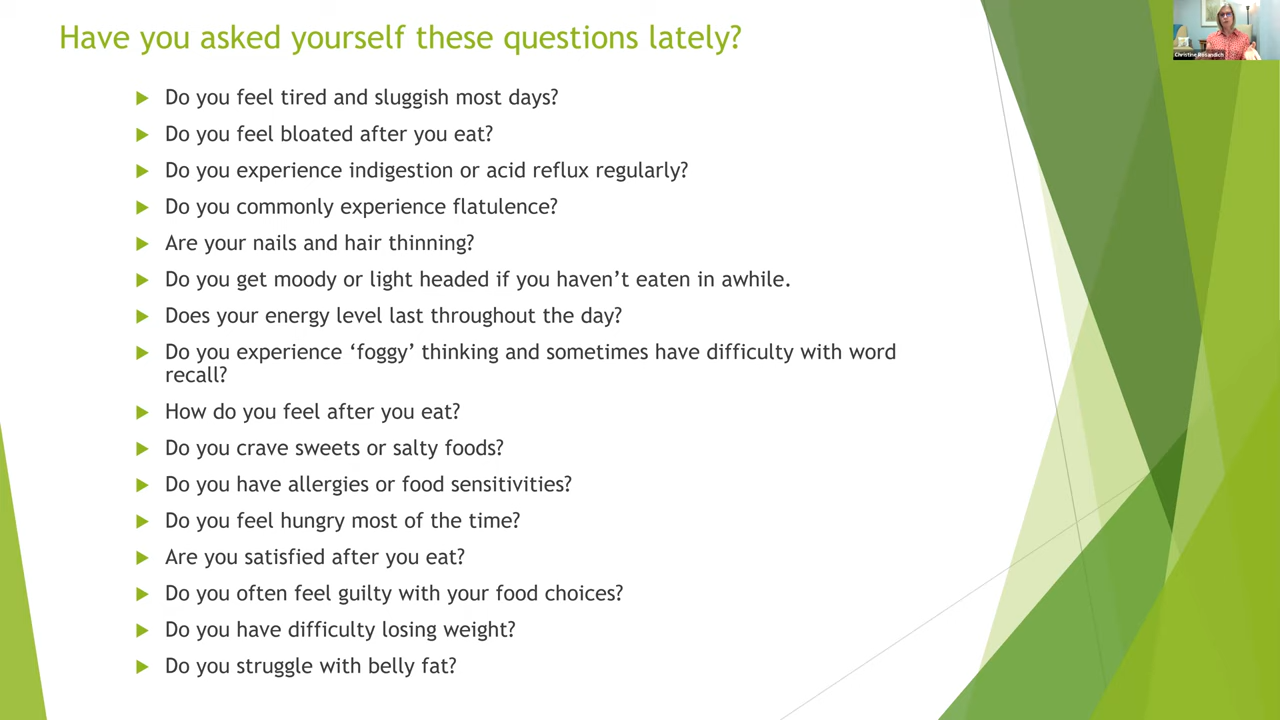 Have you asked yourself these questions lately?
Do you feel tired and sluggish most days?
Do you feel bloated after you eat?
Do you experience indigestion or acid reflux regularly?
Do you commonly experience flatulence?
Are your nails and hair thinning?
Do you get moody or light headed if you haven’t eaten in awhile.
Does your energy level last throughout the day?
Do you experience ‘foggy’ thinking and sometimes have difficulty with word
recall?
How do you feel after you eat?
Do you crave sweets or salty foods?
Do you have allergies or food sensitivities?
Do you feel hungry most of the time?
Are you satisfied after you eat?
Do you often feel guilty with your food choices?
Do you have difficulty losing weight?
Do you struggle with belly fat?
Christine